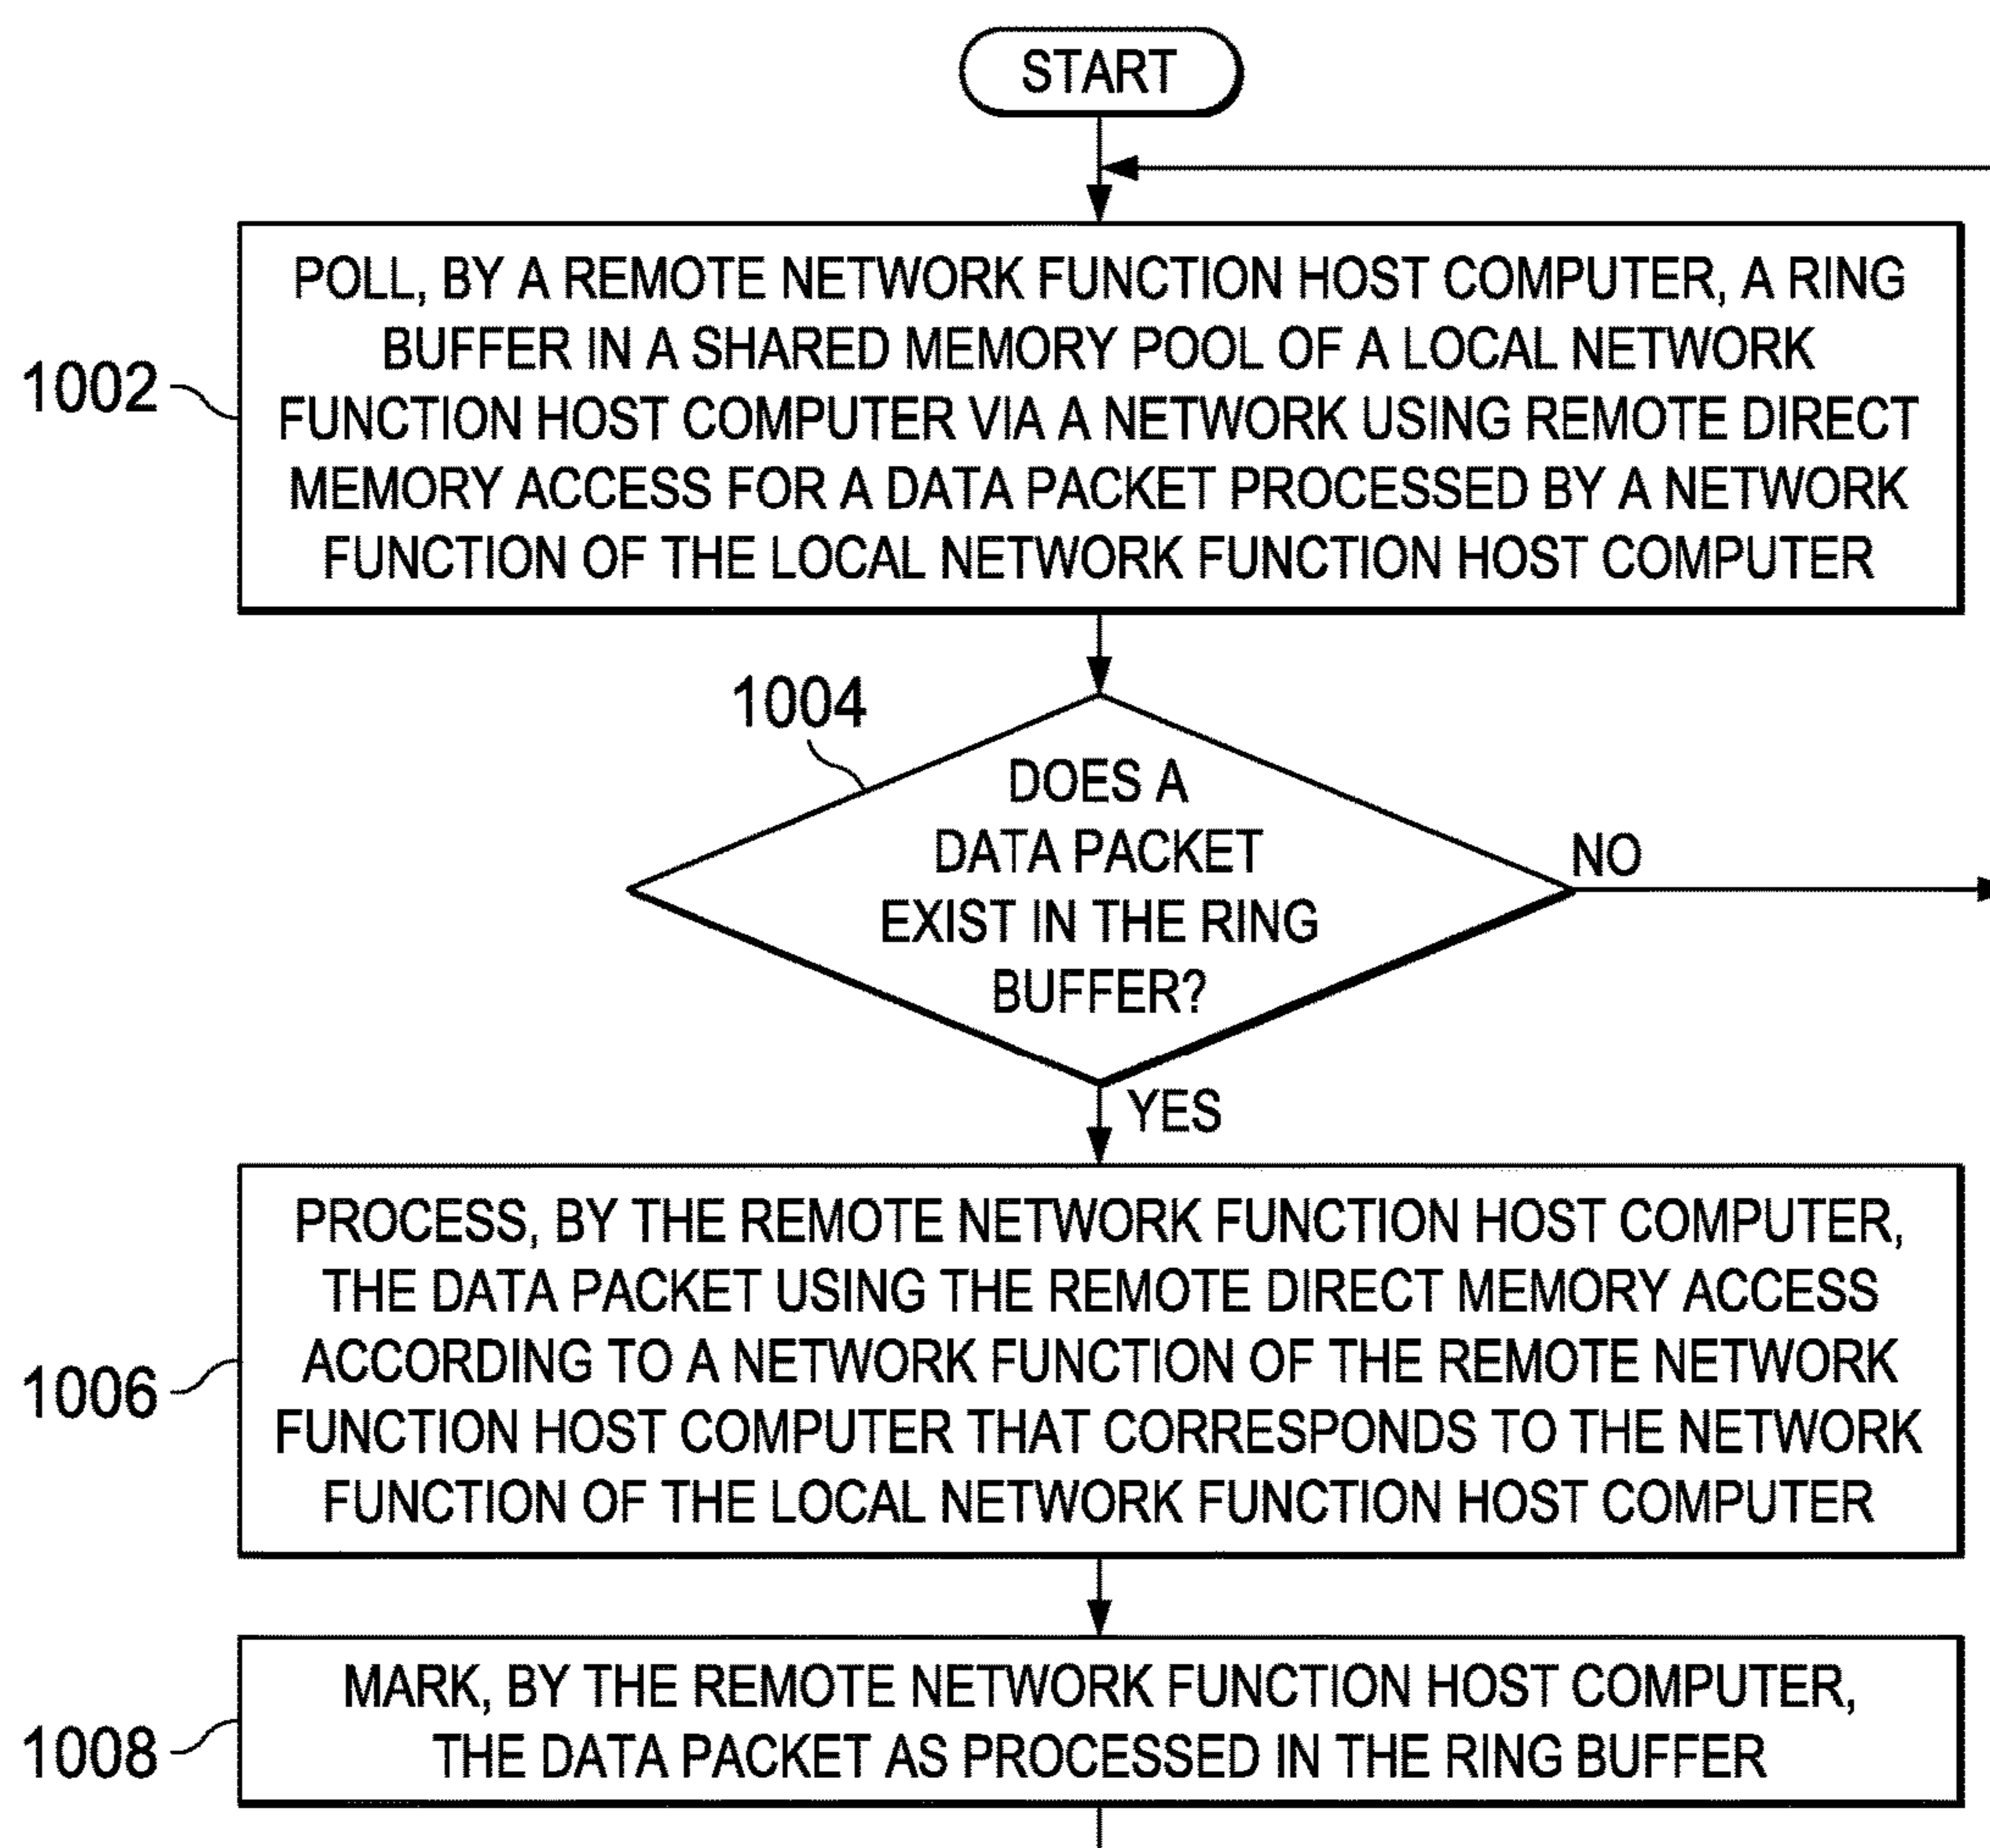 START
POLL, BY A REMOTE NETWORK FUNCTION HOST COMPUTER, A RING
BUFFER IN A SHARED MEMORY POOL OF A LOCAL NETWORK
FUNCTION HOST COMPUTER VIA A NETWORK USING REMOTE DIRECT
MEMORY ACCESS FOR A DATA PACKET PROCESSED BY A NETWORK
FUNCTION OF THE LOCAL NETWORK FUNCTION HOST COMPUTER
1002
1004
DOES A
DATA PACKET
EXIST IN THE RING
BUFFER?
NO
YES
PROCESS, BY THE REMOTE NETWORK FUNCTION HOST COMPUTER,
THE DATA PACKET USING THE REMOTE DIRECT MEMORY ACCESS
ACCORDING TO A NETWORK FUNCTION OF THE REMOTE NETWORK
FUNCTION HOST COMPUTER THAT CORRESPONDS TO THE NETWORK
FUNCTION OF THE LOCAL NETWORK FUNCTION HOST COMPUTER
1006
MARK, BY THE REMOTE NETWORK FUNCTION HOST COMPUTER,
THE DATA PACKET AS PROCESSED IN THE RING BUFFER
1008